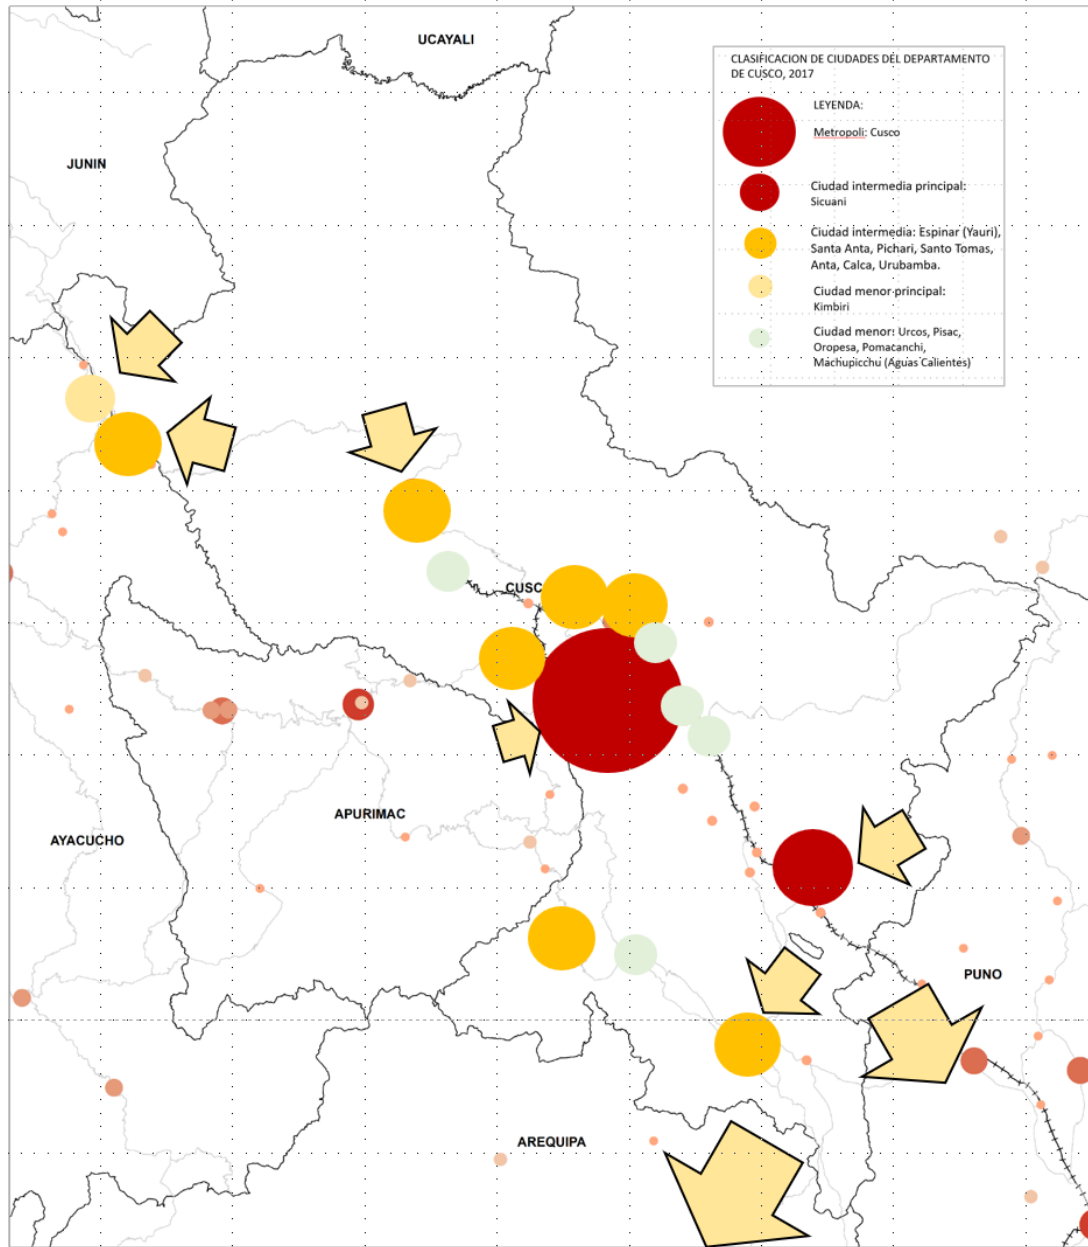 UCAYALI
CLASIFICACION DE CIUDADES DEL DEPARTAMENTO
DE CUSCO, 2017
LEYENDA:
Metropoli: Cusco
Ciudad intermedia principal:
Sicuani
Ciudad intermedia: Espinar (Yauri),
Santa Anta, Pichari, Santo Tomas,
Anta, Calca, Urubamba.
Ciudad menor principal:
Kimbiri
Ciudad menor: Urcos, Pisac,
Oropesa, Pomacanchi,
Machupicchu (Aguas Calientes)
JUNIN
CUSC
APURIMAC
AYACUCHO
PUNO
AREQUIPA